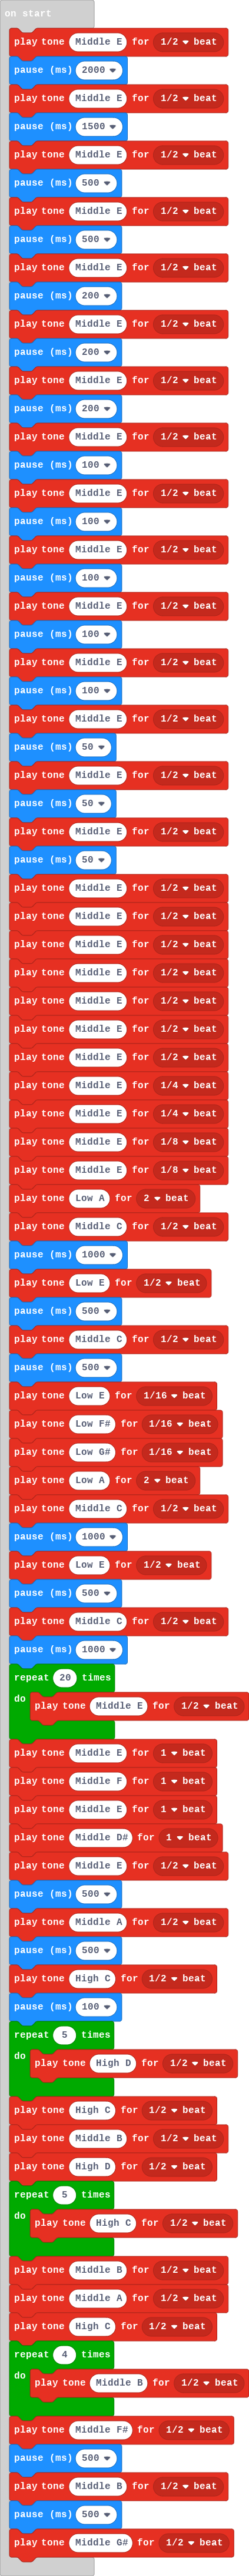 on start
play tone Middle E for 1/2 beat
pause (ms) 2000
play tone Middle E for 1/2 beat
pause (ms) 1500
play tone Middle E for 1/2 beat
pause (ms) 500
play tone Middle E for 1/2 beat
pause (ms) 500
play tone Middle E for 1/2 beat
pause (ms) 200
play tone Middle E for 1/2 beat
pause (ms) 200
play tone Middle E for 1/2 beat
pause (ms) 200
play tone Middle E for 1/2 beat
pause (ms) 100
play tone Middle E for 1/2 beat
pause (ms) 100
play tone Middle E for 1/2 beat
pause (ms) 100
play tone Middle E for 1/2 beat
pause (ms) 100
play tone Middle E for 1/2 beat
pause (ms) 100
play tone Middle E for 1/2 beat
pause (ms) 50
play tone Middle E for 1/2 beat
pause (ms) 50
play tone Middle E for 1/2 beat
pause (ms) 50
play tone Middle E for 1/2 beat
play tone Middle E for 1/2 beat
play tone Middle E for 1/2 beat
play tone Middle E for 1/2 beat
play tone Middle E for 1/2 beat
play tone Middle E for 1/2 beat
play tone Middle E for 1/2 beat
play tone Middle E for 1/4 beat
play tone Middle E for 1/4 beat
play tone Middle E for 1/8 beat
play tone Middle E for 1/8 beat
play tone Low A for 2 beat
play tone Middle C for 1/2 beat
pause (ms) 1000
play tone Low E for 1/2 beat
pause (ms) 500
play tone Middle C for 1/2 beat
pause (ms) 500
play tone Low E for 1/16 beat
play tone Low F# for 1/16 beat
play tone Low G# for 1/16 beat
play tone Low A for 2 beat
play tone Middle C for 1/2 beat
pause (ms) 1000
play tone Low E for 1/2 beat
pause (ms) 500
play tone Middle C for 1/2 beat
pause (ms) 1000
repeat 20 times
do play tone Middle E for 1/2 beat
play tone Middle E for 1 beat
play tone Middle F for 1 beat
play tone Middle E for 1 beat
play tone Middle D# for 1 beat
play tone Middle E for 1/2 beat
pause (ms) 500
play tone Middle A for 1/2 beat
pause (ms) 500
play tone High C for 1/2 beat
pause (ms) 100
repeat 5 times
do play tone High D for 1/2 beat
play tone High C for 1/2 beat
play tone Middle B for 1/2 beat
play tone High D for 1/2 beat
repeat 5 times
do play tone High C for 1/2 beat
play tone Middle B for 1/2 beat
play tone Middle A for 1/2 beat
play tone High C for 1/2 beat
repeat 4 times
do play tone Middle B for 1/2 beat
play tone Middle F# for 1/2 beat
pause (ms) 500
play tone Middle B for 1/2 beat
pause (ms) 500
play tone Middle G# for 1/2 beat